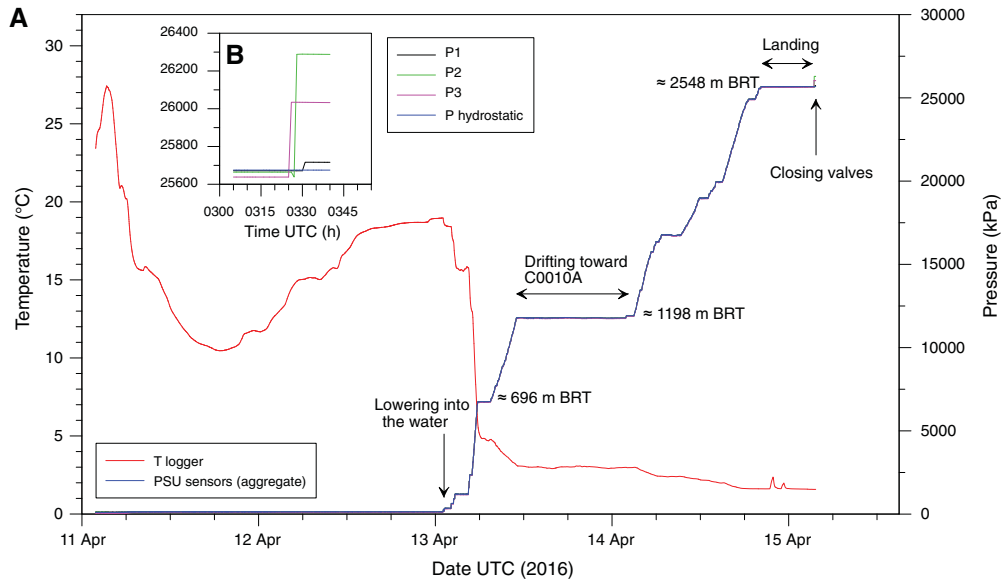 A
B
30
25
20
15
10
5
0
Temperature (°C)
30000
25000
20000
15000
10000
5000
0
Pressure (kPa)
11 Apr
12 Apr
13 Apr
14 Apr
15 Apr
Date UTC (2016)
26400
26200
26000
25800
25600
0300
0315
0330
0345
Time UTC (h)
P1
P2
P3
P hydrostatic
Landing
≈ 2548 m BRT
Closing valves
Drifting toward
C0010A
≈ 1198 m BRT
≈ 696 m BRT
Lowering into
the water
T logger
PSU sensors (aggregate)